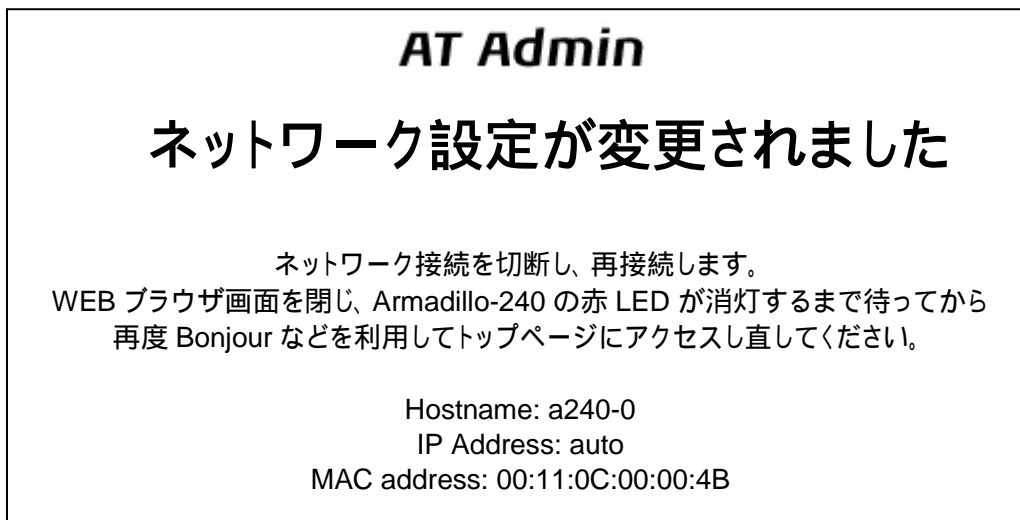 AT Admin
ネットワーク設定が変更されました
ネットワーク接続を切断し、再接続します。
WEB ブラウザ画面を閉じ、Armadillo-240 の赤 LED が消灯するまで待ってから
再度 Bonjour などを利用してトップページにアクセスし直してください。
Hostname: a240-0
IP Address: auto
MAC address: 00:11:0C:00:00:4B